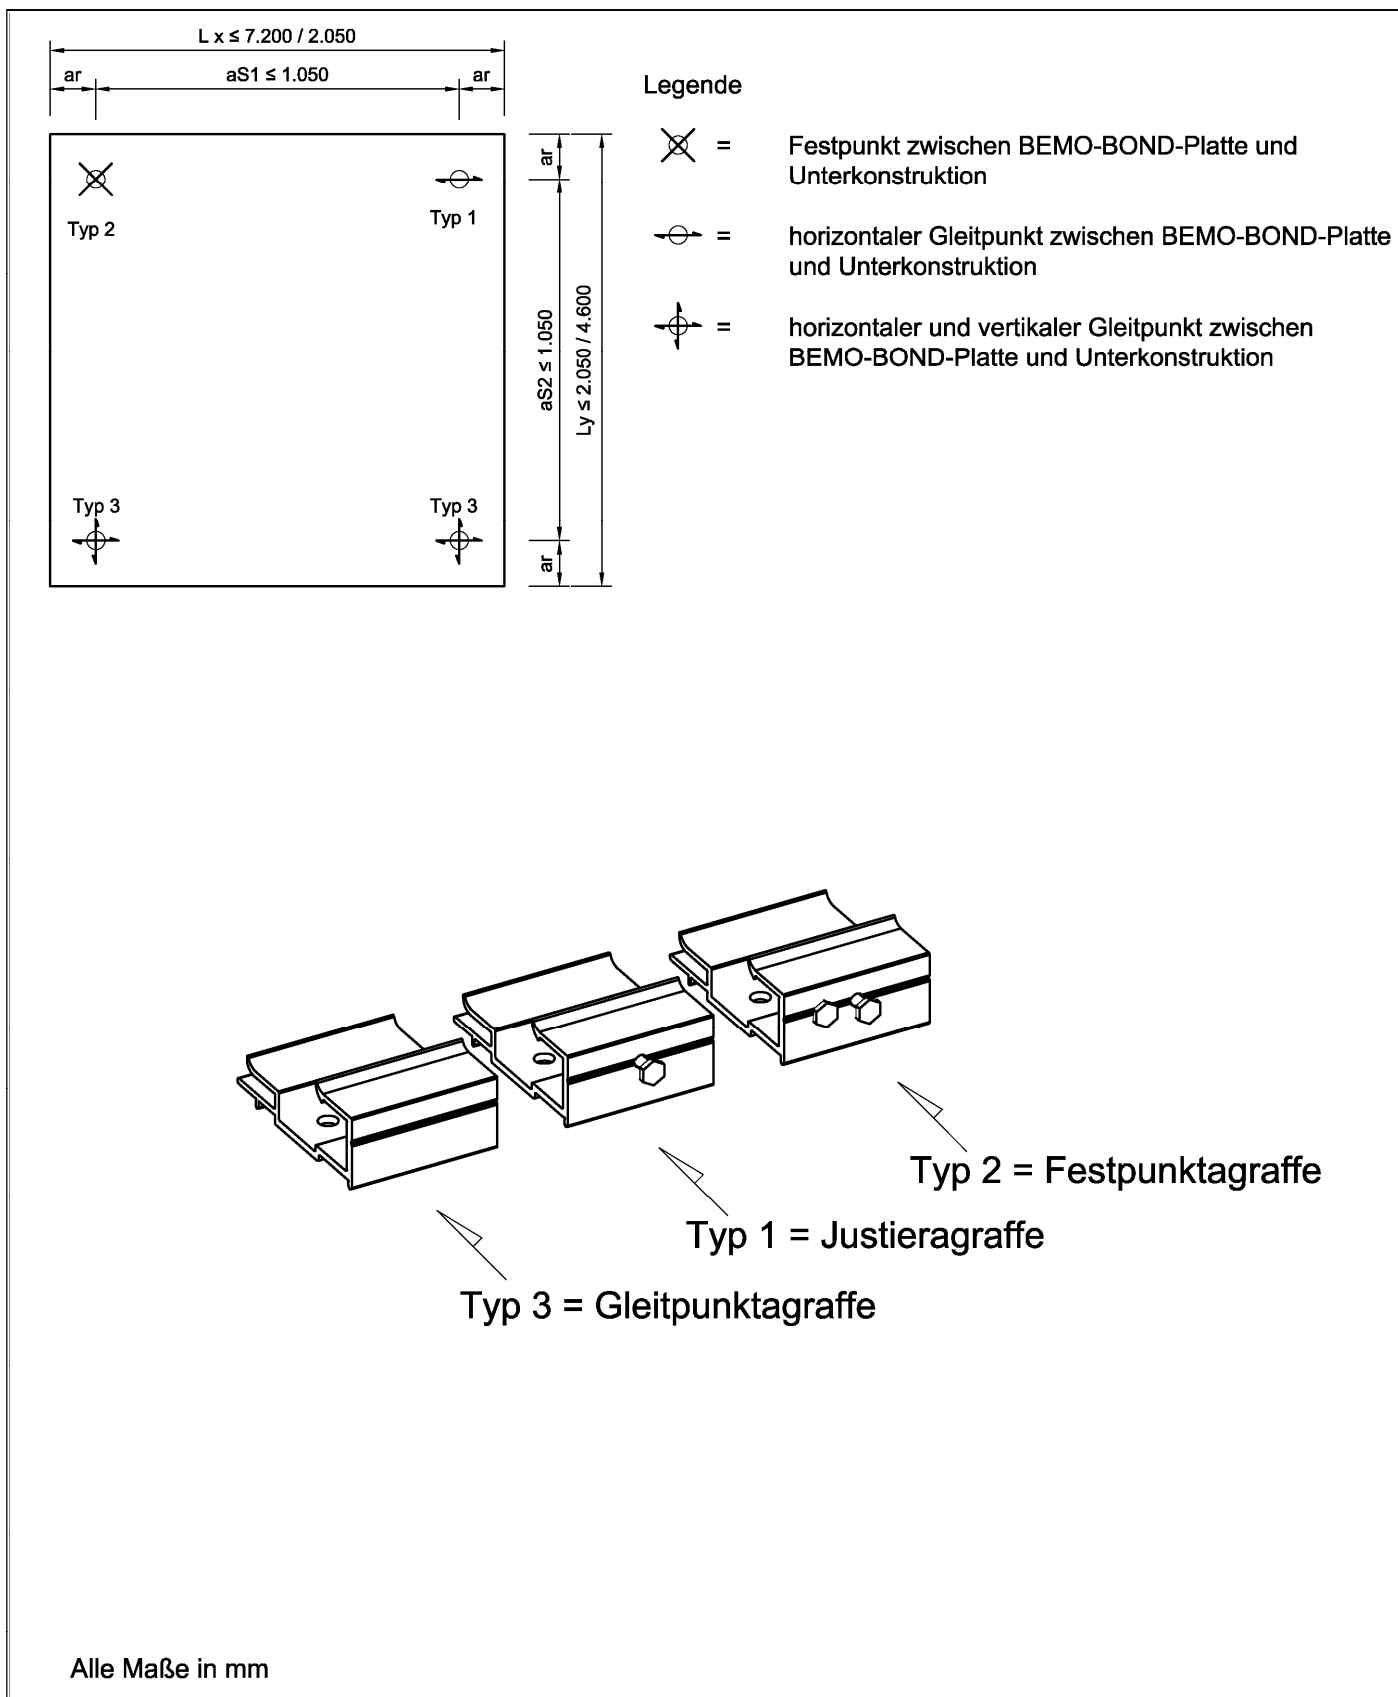 L x ≤ 7.200 / 2.050
ar
aS1 ≤ 1.050
ar
Typ 2
Typ 1
Typ 3
Typ 3
ar
aS2 ≤ 1.050
ar
Ly ≤ 2.050 / 4.600
Legende
= Festpunkt zwischen BEMO-BOND-Platte und
Unterkonstruktion
= horizontaler Gleitpunkt zwischen BEMO-BOND-Platte
und Unterkonstruktion
= horizontaler und vertikaler Gleitpunkt zwischen
BEMO-BOND-Platte und Unterkonstruktion
Typ 2 = Festpunktagraffe
Typ 1 = Justieragraffe
Typ 3 = Gleitpunktagraffe
Alle Maße in mm